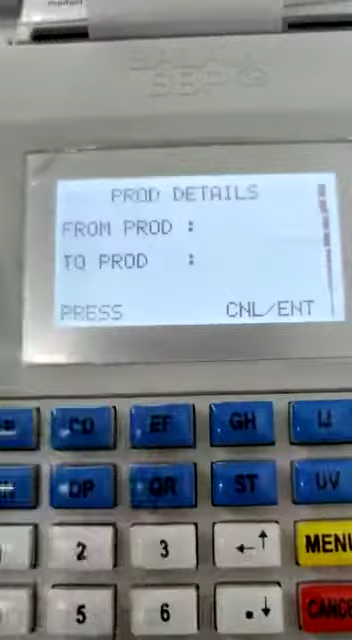 PROD DETAILS
FROM PROD :
TO PROD :
PRESS CNL/ENT
CD EF GH IJ
OP QR ST UV
2 3 ←↑ MENU
5 6 .↓